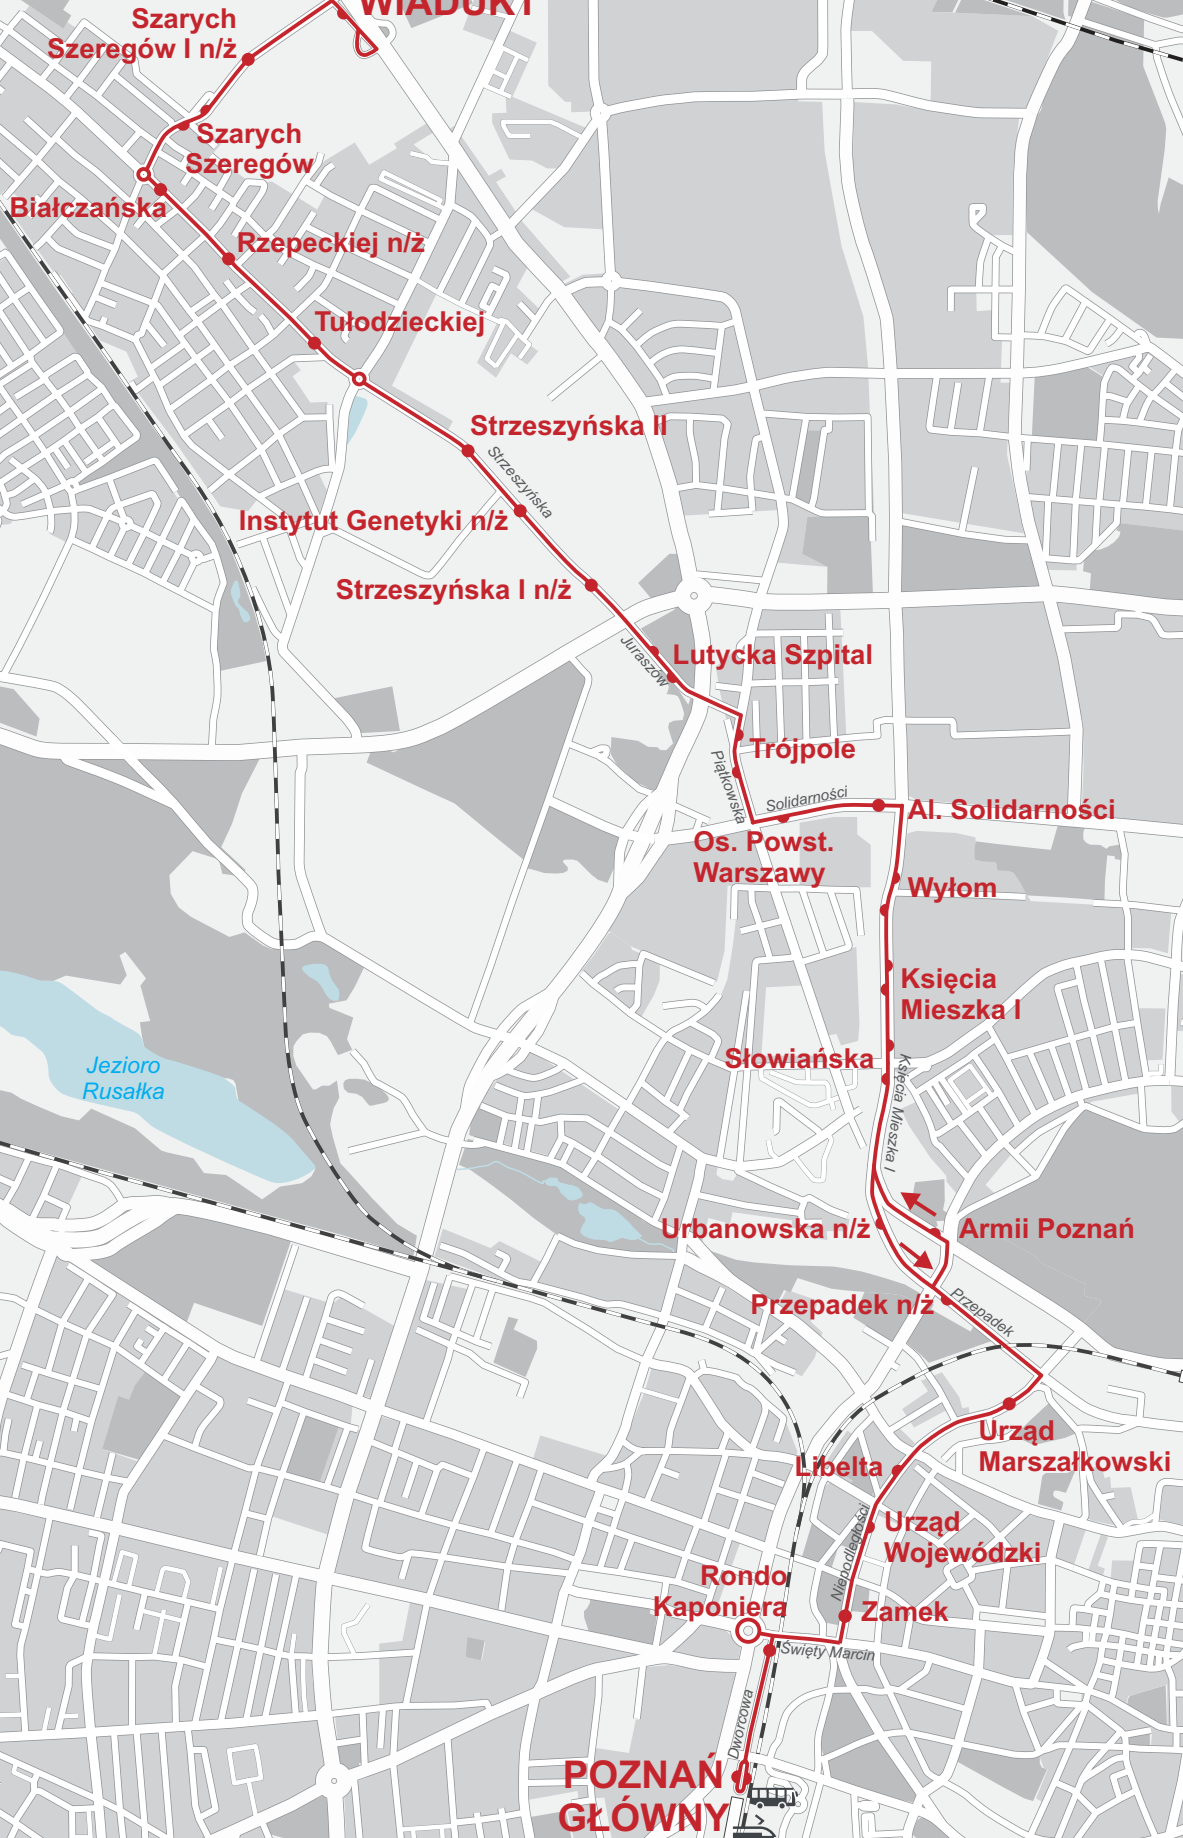 WIADUKT
Szarych
Szeregów I n/ż
Szarych
Szeregów
Białczańska
Rzepeckiej n/ż
Tułodzieckiej
Strzeszyńska II
Strzeszyńska
Instytut Genetyki n/ż
Strzeszyńska I n/ż
Juraszów
Lutycka Szpital
Trójpole
Piątkowska
Solidarności
Al. Solidarności
Os. Powst.
Warszawy
Wyłom
Księcia
Mieszka I
Słowiańska
Księcia Mieszka I
Jezioro
Rusałka
Urbanowska n/ż
Armii Poznań
Przepadek n/ż
Przepadek
Urząd
Marszałkowski
Libelta
Niepodległości
Urząd
Wojewódzki
Rondo
Kaponiera
Zamek
Święty Marcin
Dworcowa
POZNAŃ
GŁÓWNY